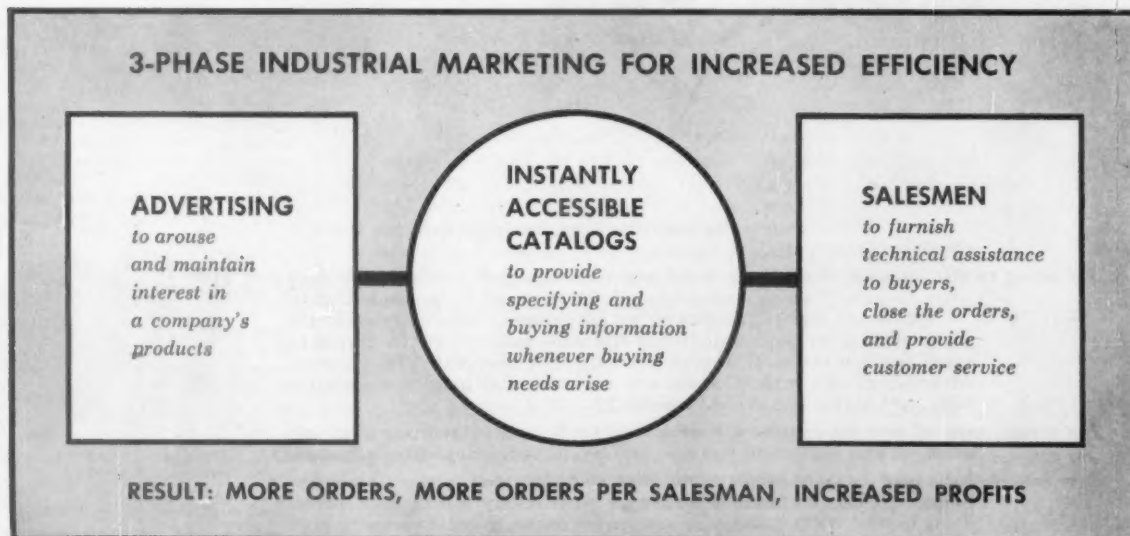 3-PHASE INDUSTRIAL MARKETING FOR INCREASED EFFICIENCY
ADVERTISING
to arouse
and maintain
interest in
a company's
products
INSTANTLY
ACCESSIBLE
CATALOGS
to provide
specifying and
buying information
whenever buying
needs arise
SALESMEN
to furnish
technical assistance
to buyers,
close the orders,
and provide
customer service
RESULT: MORE ORDERS, MORE ORDERS PER SALESMAN, INCREASED PROFITS